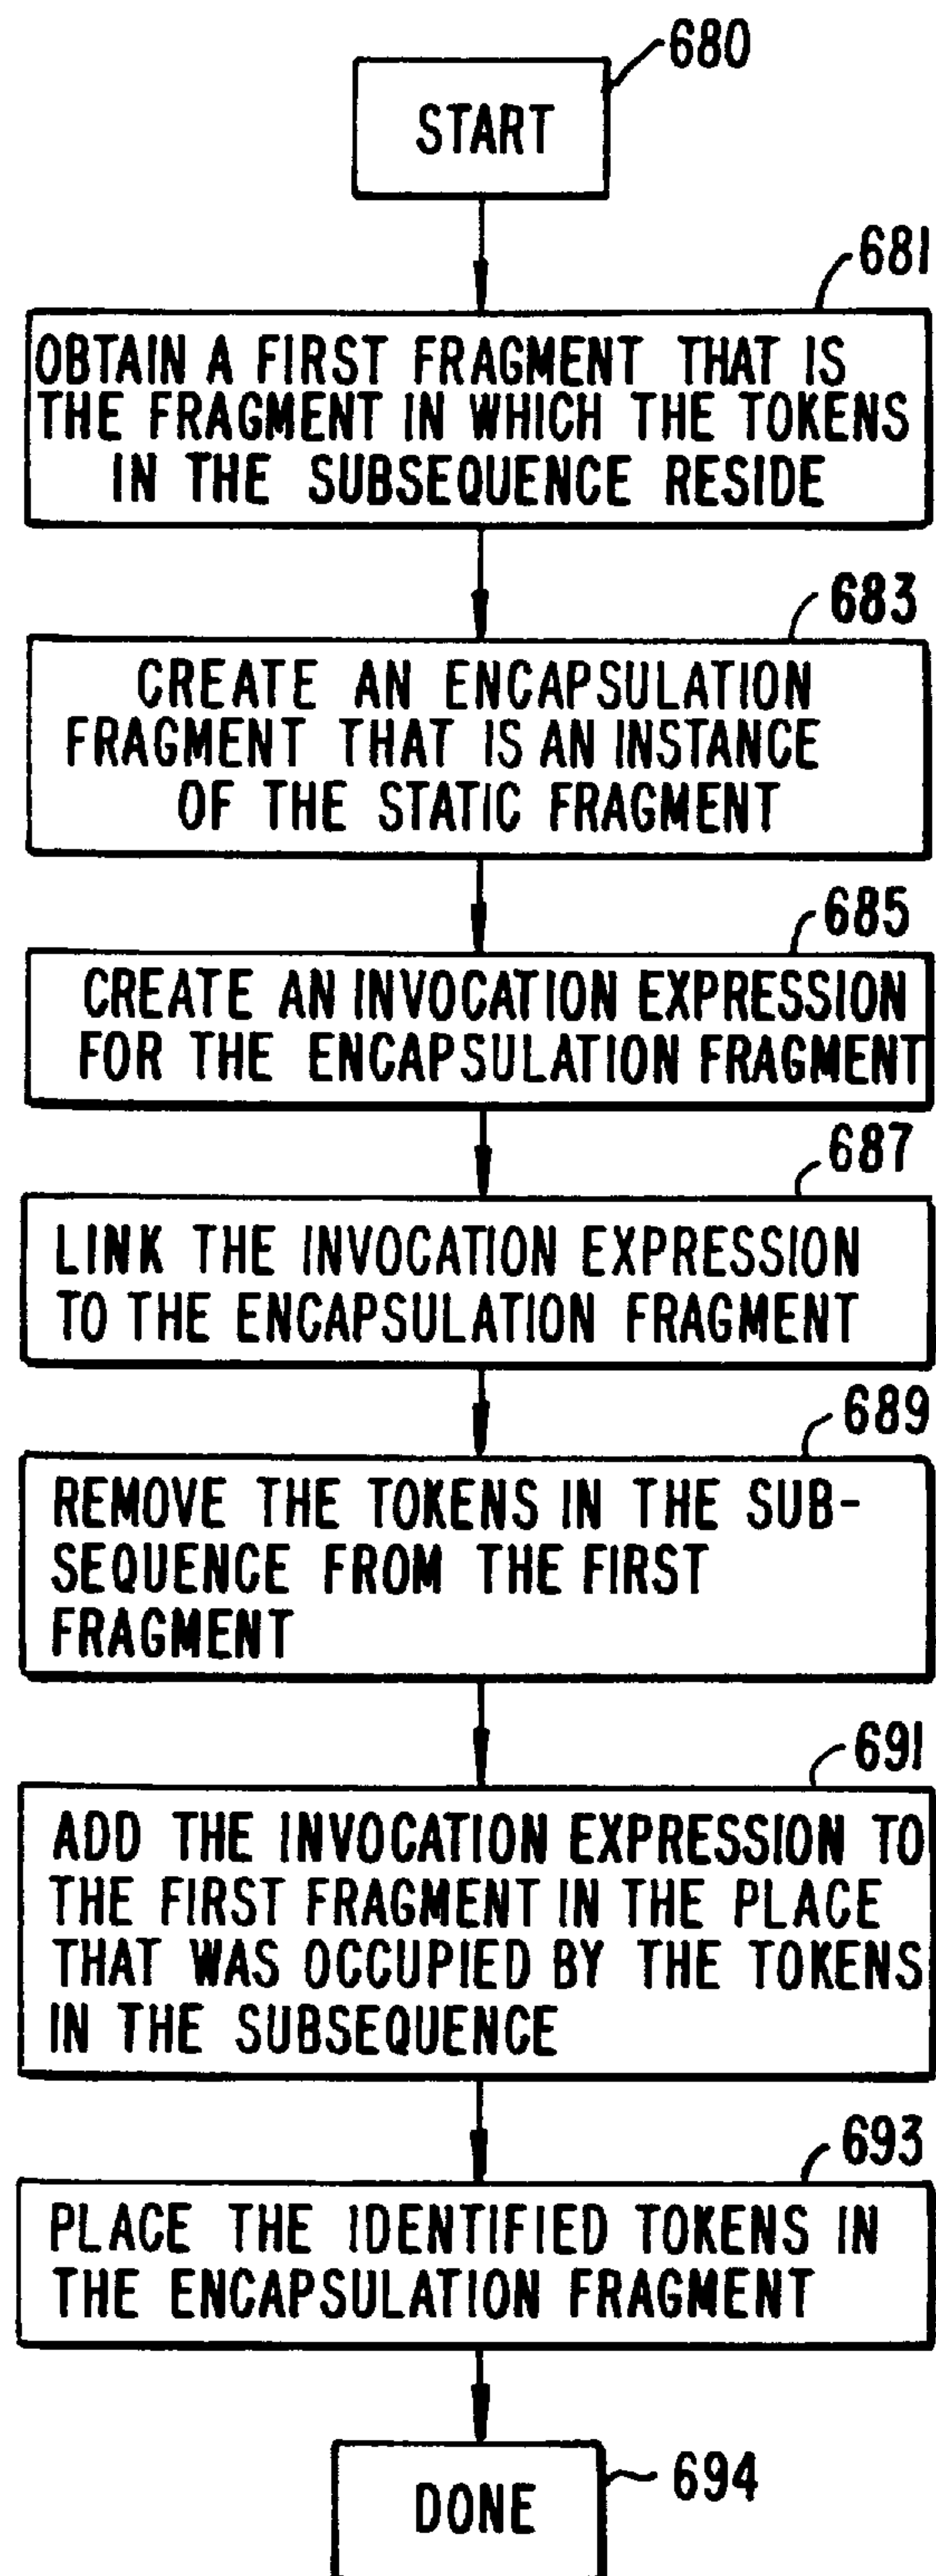 680
START
681
OBTAIN A FIRST FRAGMENT THAT IS
THE FRAGMENT IN WHICH THE TOKENS
IN THE SUBSEQUENCE RESIDE
683
CREATE AN ENCAPSULATION
FRAGMENT THAT IS AN INSTANCE
OF THE STATIC FRAGMENT
685
CREATE AN INVOCATION EXPRESSION
FOR THE ENCAPSULATION FRAGMENT
687
LINK THE INVOCATION EXPRESSION
TO THE ENCAPSULATION FRAGMENT
689
REMOVE THE TOKENS IN THE SUB-
SEQUENCE FROM THE FIRST
FRAGMENT
691
ADD THE INVOCATION EXPRESSION TO
THE FIRST FRAGMENT IN THE PLACE
THAT WAS OCCUPIED BY THE TOKENS
IN THE SUBSEQUENCE
693
PLACE THE IDENTIFIED TOKENS IN
THE ENCAPSULATION FRAGMENT
694
DONE